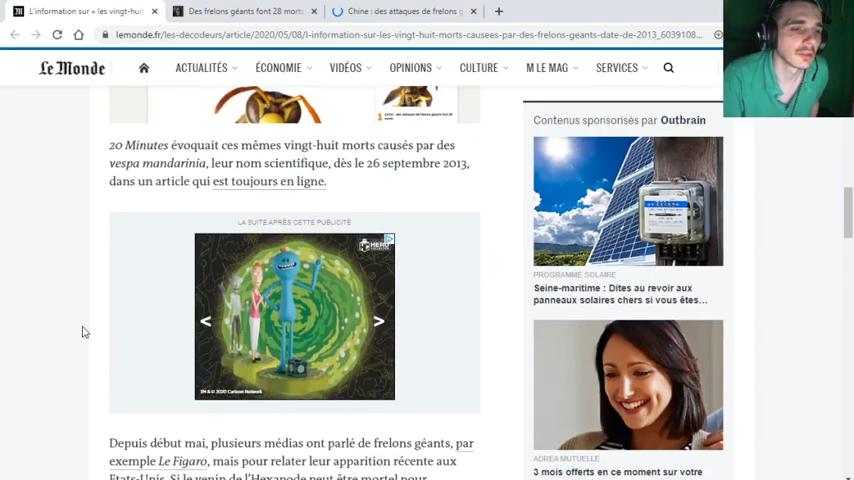 L'information sur « les vingt-huit
Des frelons géants font 28 morts
Chine : des attaques de frelons g
lemonde.fr/les-decodeurs/article/2020/05/08/l-information-sur-les-vingt-huit-morts-causees-par-des-frelons-geants-date-de-2013_6039108...
Le Monde
ACTUALITÉS
ÉCONOMIE
VIDÉOS
OPINIONS
CULTURE
M LE MAG
SERVICES
20 Minutes évoquait ces mêmes vingt-huit morts causés par des
vespa mandarinia, leur nom scientifique, dès le 26 septembre 2013,
dans un article qui est toujours en ligne.
LA SUITE APRÈS CETTE PUBLICITÉ
HERO
< >
TM & © 2020 Cartoon Network
Depuis début mai, plusieurs médias ont parlé de frelons géants, par
exemple Le Figaro, mais pour relater leur apparition récente aux
Etats-Unis. Si le venin de l'Hexapode peut être mortel pour
Contenus sponsorisés par Outbrain
PROGRAMME SOLAIRE
Seine-maritime : Dites au revoir aux
panneaux solaires chers si vous êtes...
ADREA MUTUELLE
3 mois offerts en ce moment sur votre